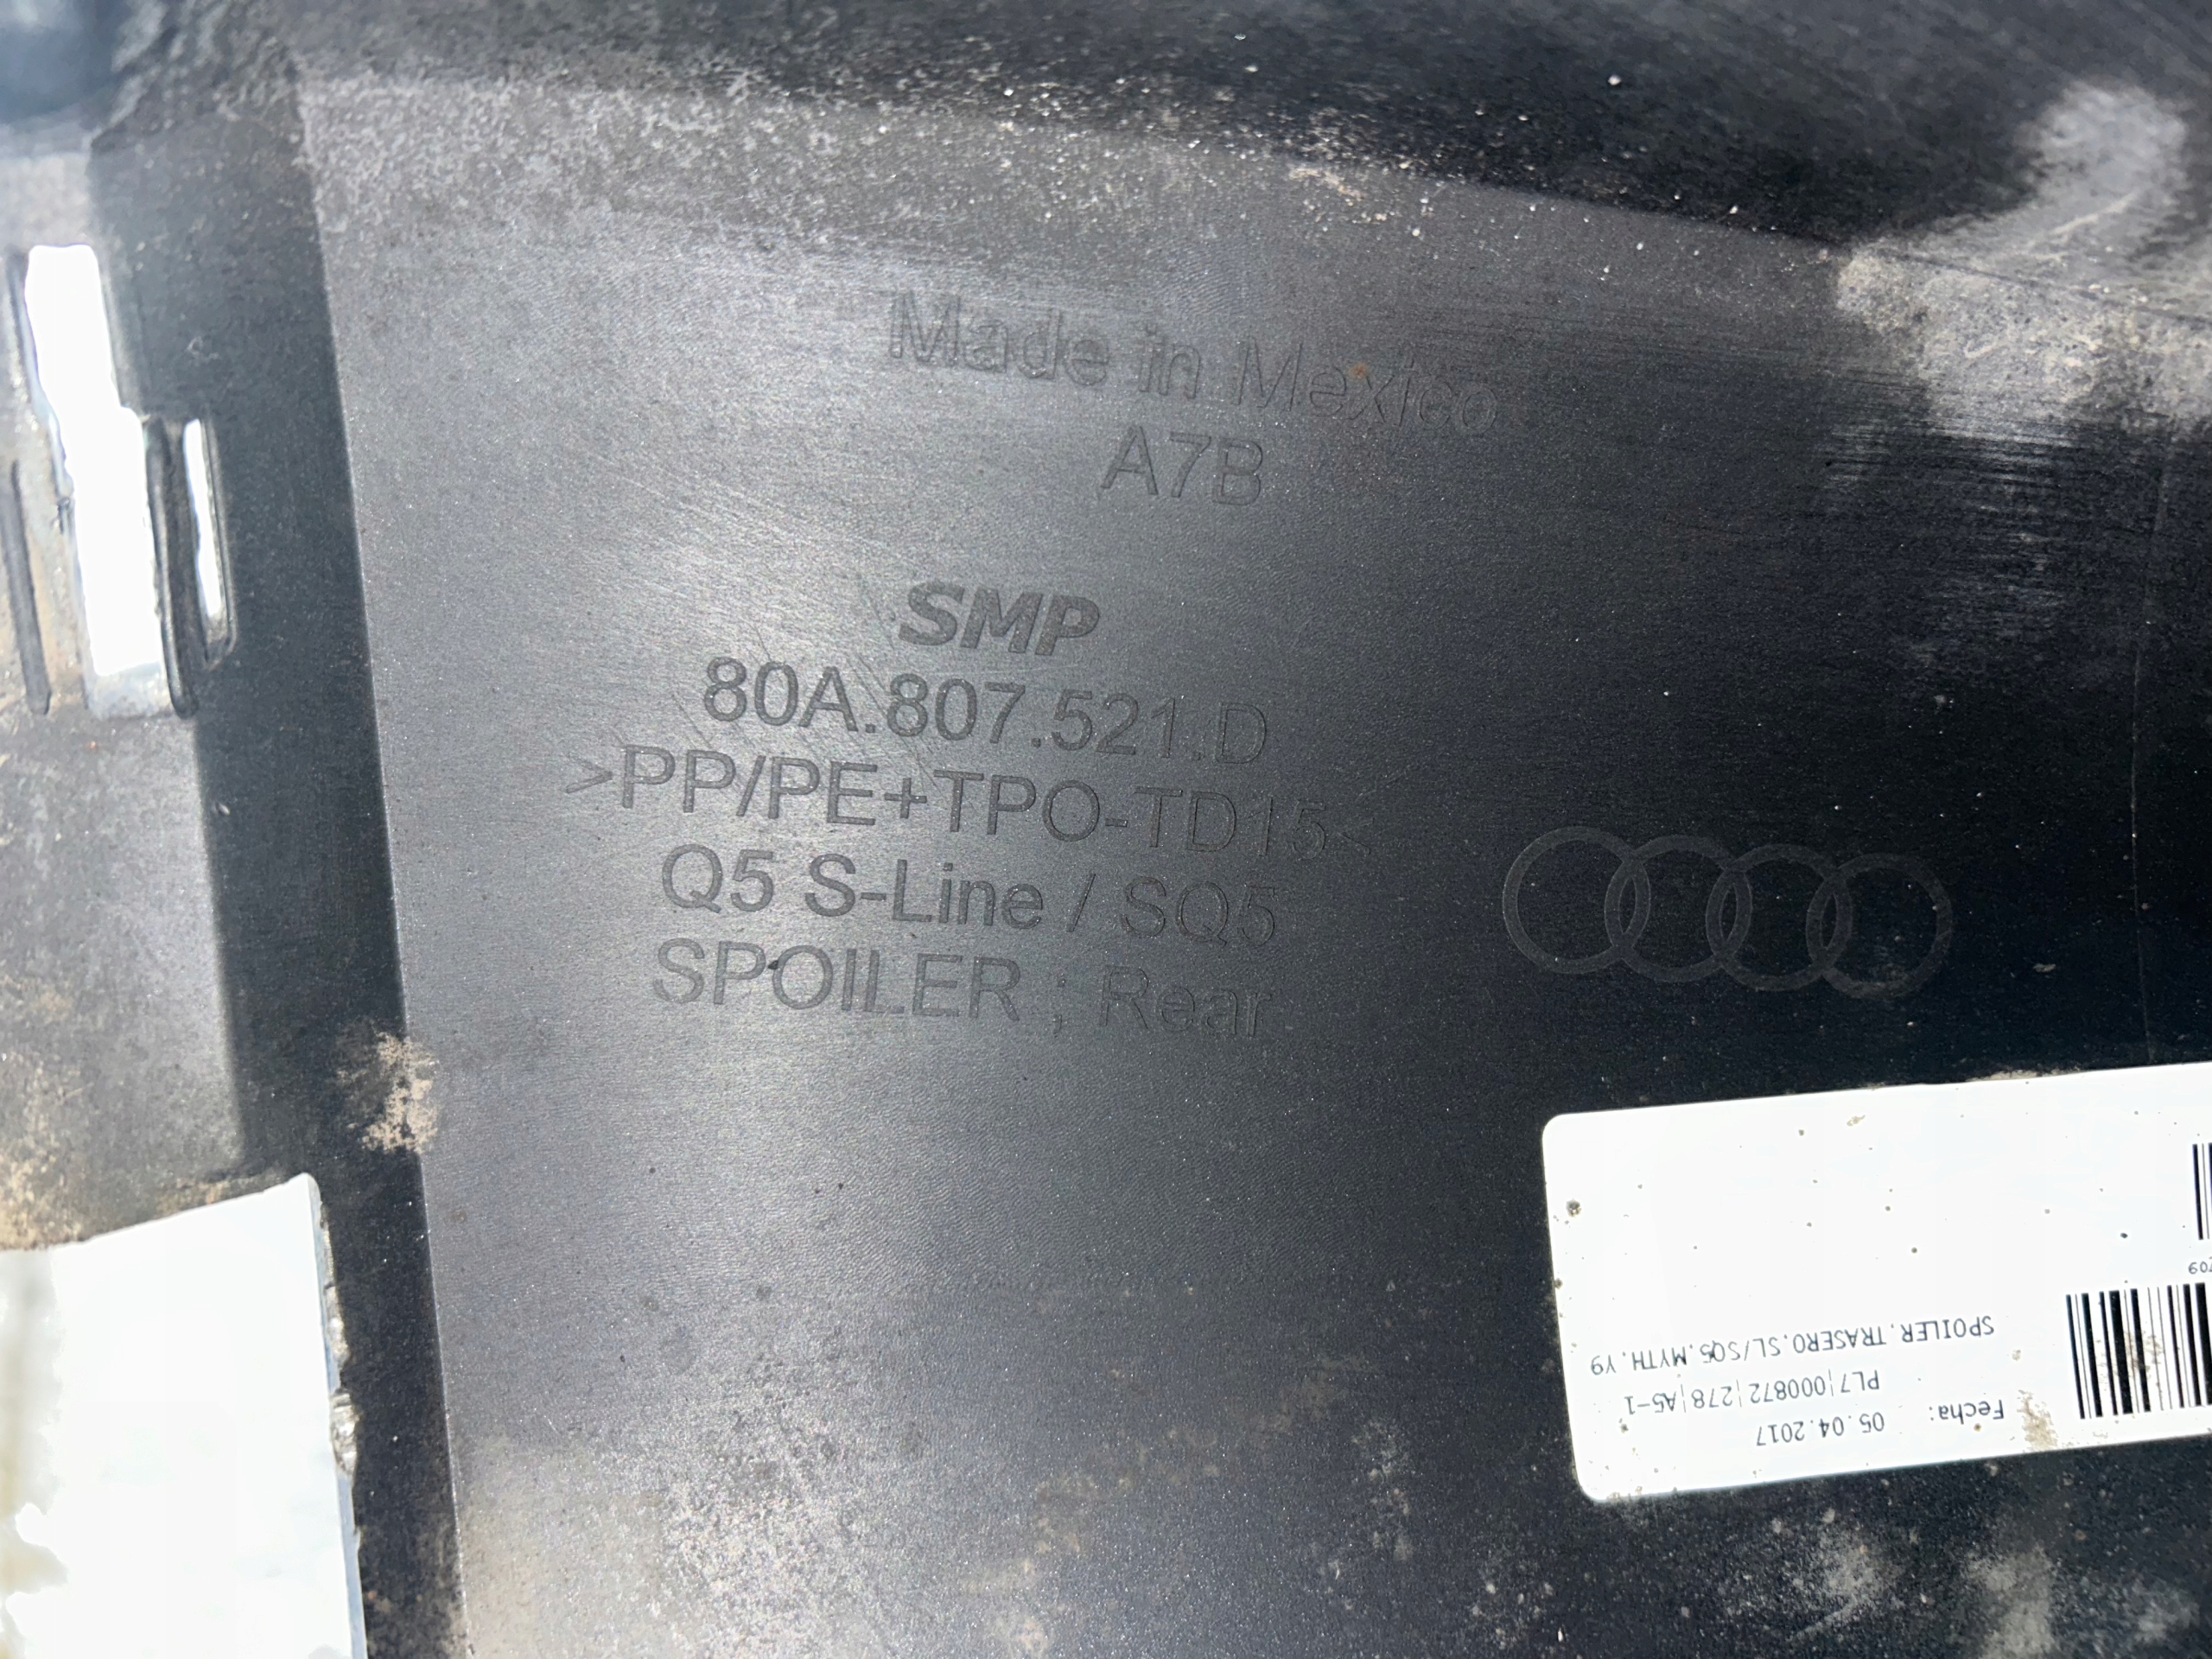 Made in Mexico
A7B
SMP
80A.807.521.D
>PP/PE+TPO-TD15<
Q5 S-Line / SQ5
SPOILER ; Rear
Fecha: 05.04.2017
PL7|000872|278|A5-1
SPOILER.TRASERO.SL/SQ5.MYTH.Y9